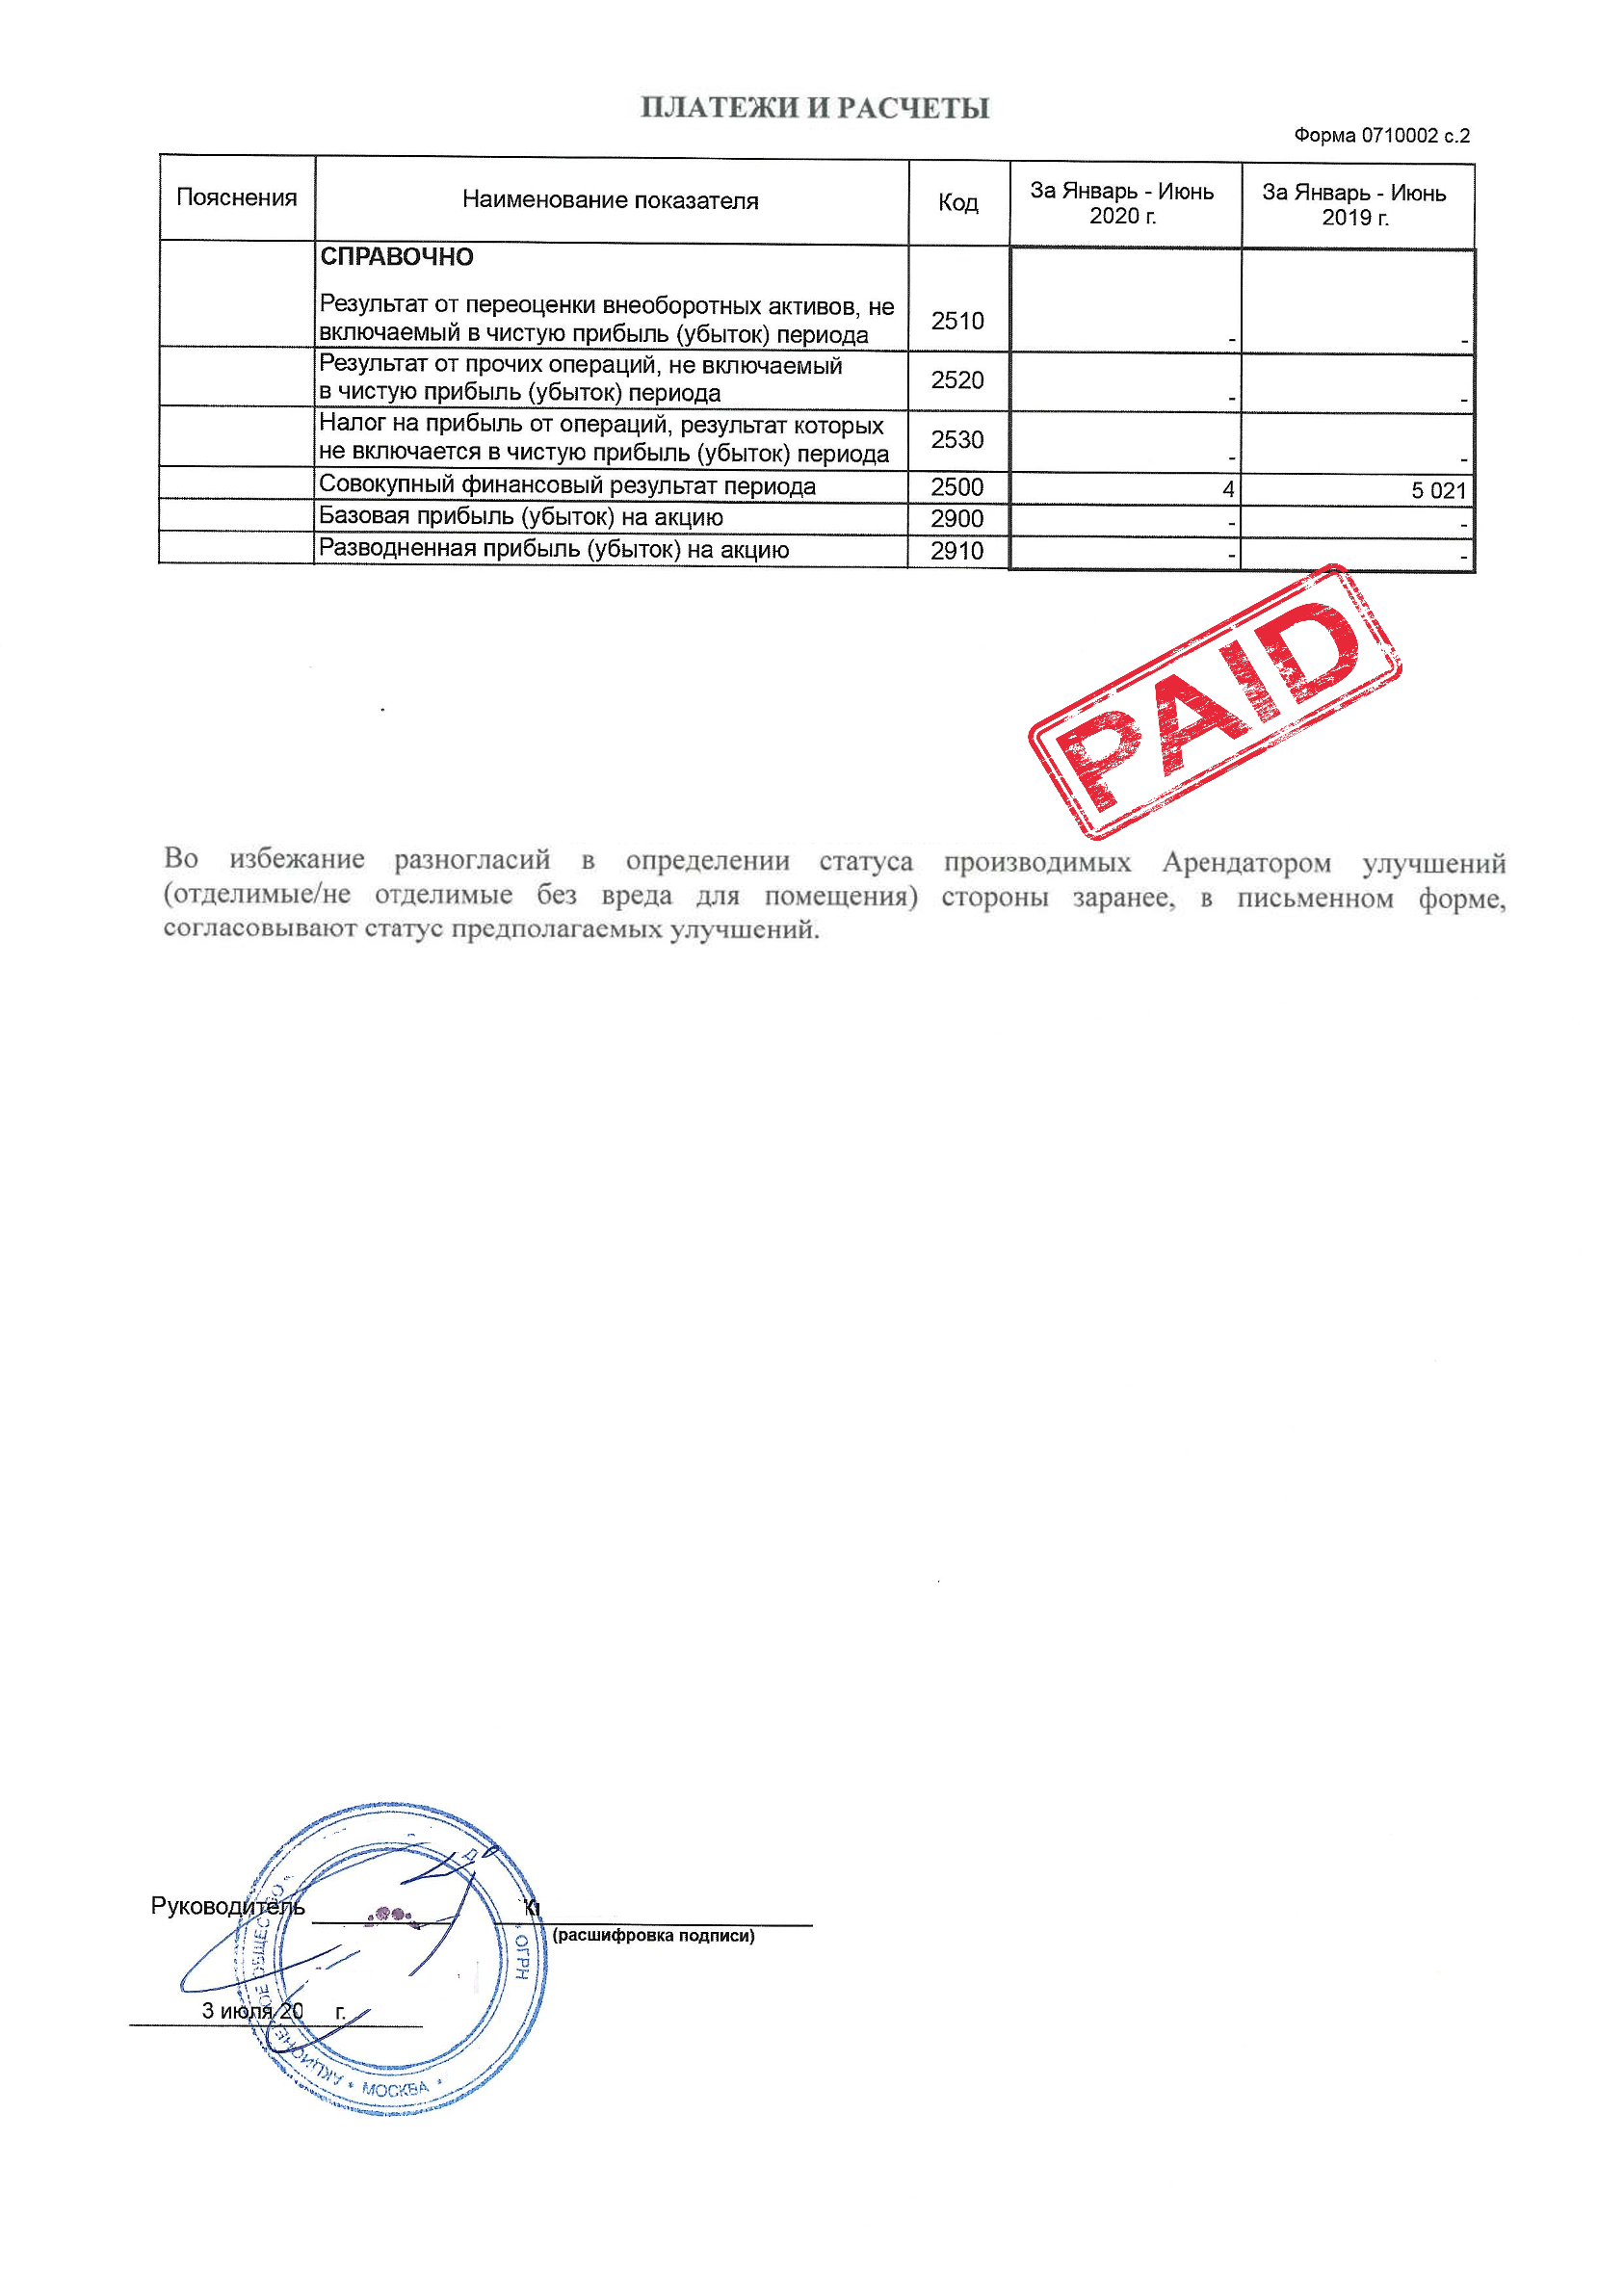 ПЛАТЕЖИ И РАСЧЕТЫ
Форма 0710002 с.2
Пояснения Наименование показателя Код За Январь - Июнь 2020 г. За Январь - Июнь 2019 г.
СПРАВОЧНО
Результат от переоценки внеоборотных активов, не
включаемый в чистую прибыль (убыток) периода 2510 - -
Результат от прочих операций, не включаемый
в чистую прибыль (убыток) периода 2520 - -
Налог на прибыль от операций, результат которых
не включается в чистую прибыль (убыток) периода 2530 - -
Совокупный финансовый результат периода 2500 4 5 021
Базовая прибыль (убыток) на акцию 2900 - -
Разводненная прибыль (убыток) на акцию 2910 - -
PAID
Во избежание разногласий в определении статуса производимых Арендатором улучшений
(отделимые/не отделимые без вреда для помещения) стороны заранее, в письменном форме,
согласовывают статус предполагаемых улучшений.
Руководитель
(расшифровка подписи)
3 июля 20 г.
ОГРН
* МОСКВА *